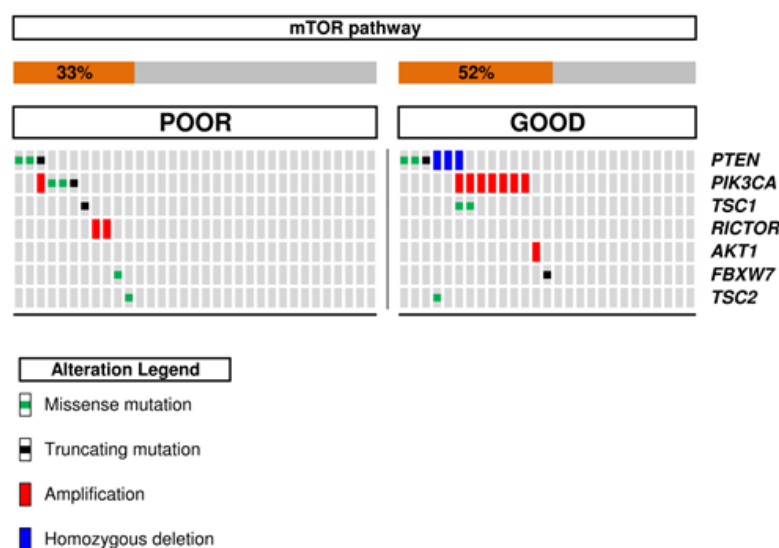 mTOR pathway
33% 52%
POOR GOOD
PTEN
PIK3CA
TSC1
RICTOR
AKT1
FBXW7
TSC2
Alteration Legend
Missense mutation
Truncating mutation
Amplification
Homozygous deletion